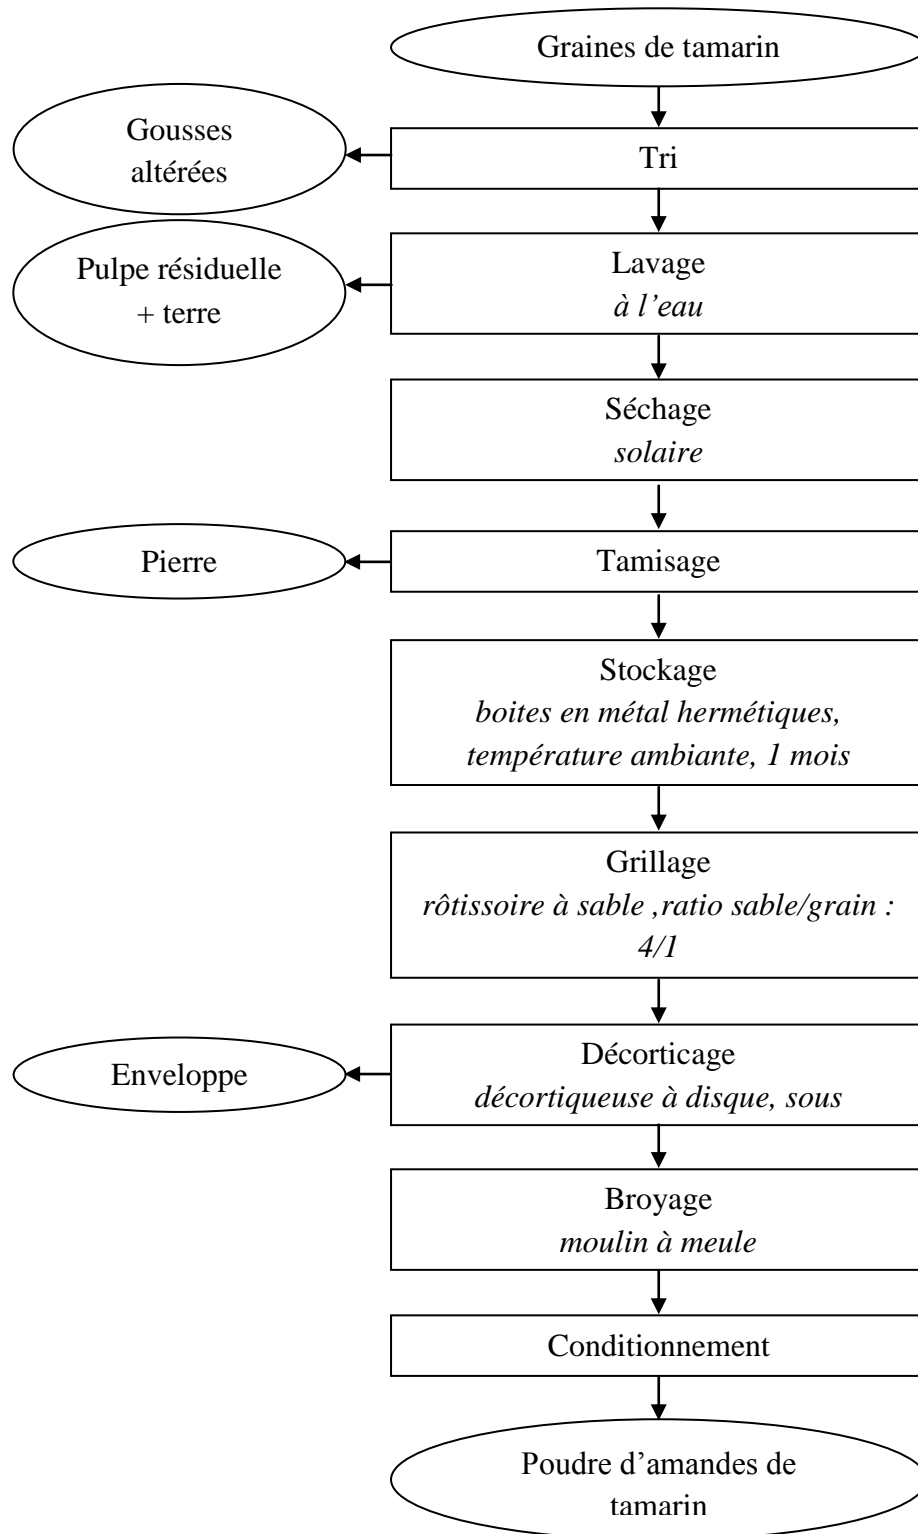 Graines de tamarin
Gousses
altérées
Tri
Pulpe résiduelle
+ terre
Lavage
à l’eau
Séchage
solaire
Pierre
Tamisage
Stockage
boites en métal hermétiques,
température ambiante, 1 mois
Grillage
rôtissoire à sable ,ratio sable/grain :
4/1
Enveloppe
Décorticage
décortiqueuse à disque, sous
Broyage
moulin à meule
Conditionnement
Poudre d’amandes de
tamarin